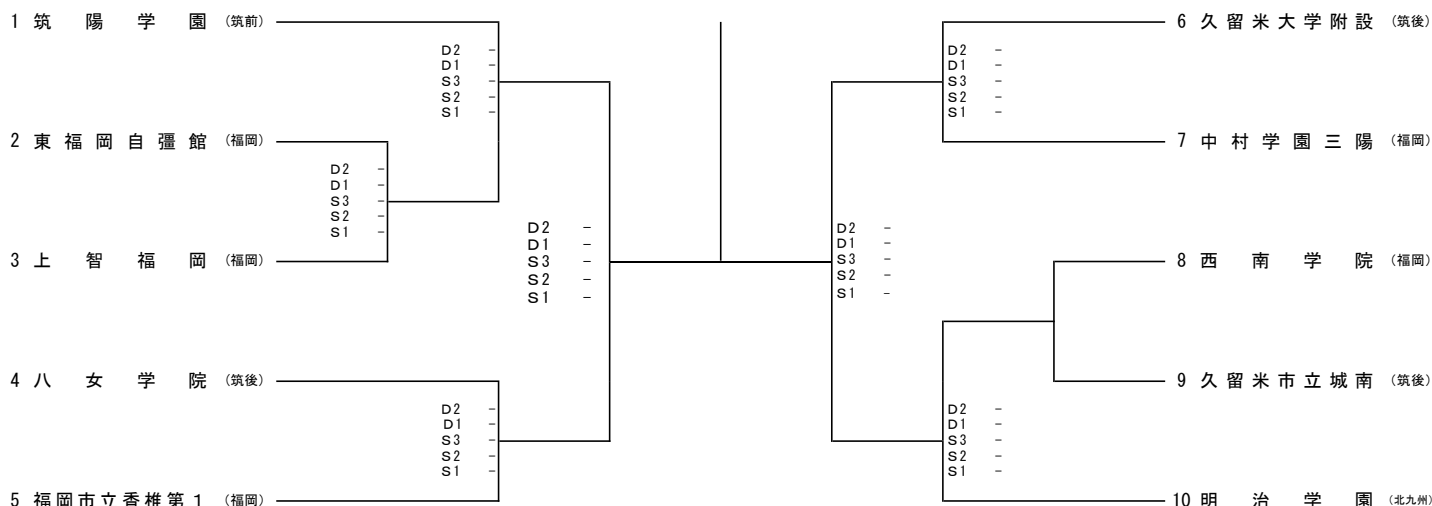 1 筑陽学園 (筑前)
D2 -
D1 -
S3 -
S2 -
S1 -
2 東福岡自彊館 (福岡)
D2 -
D1 -
S3 -
S2 -
S1 -
3 上智福岡 (福岡)
D2 -
D1 -
S3 -
S2 -
S1 -
4 八女学院 (筑後)
D2 -
D1 -
S3 -
S2 -
S1 -
5 福岡市立香椎第1 (福岡)
6 久留米大学附設 (筑後)
D2 -
D1 -
S3 -
S2 -
S1 -
7 中村学園三陽 (福岡)
D2 -
D1 -
S3 -
S2 -
S1 -
8 西南学院 (福岡)
9 久留米市立城南 (筑後)
D2 -
D1 -
S3 -
S2 -
S1 -
10 明治学園 (北九州)